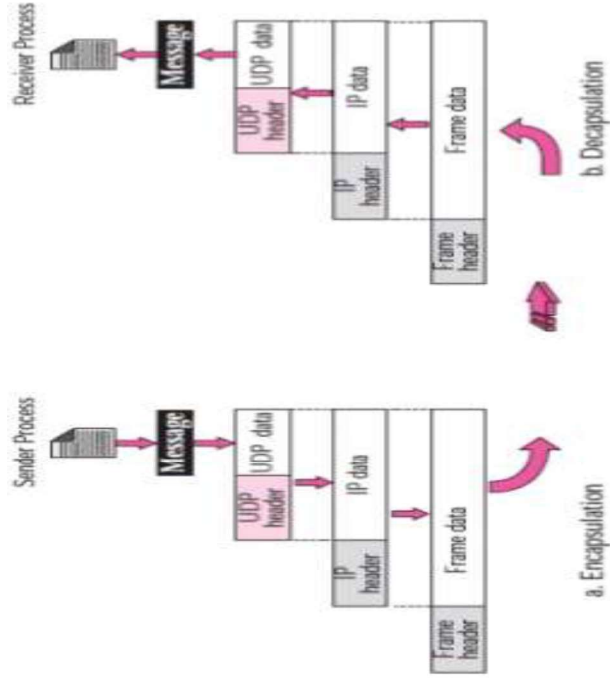 Sender Process
Message
UDP
header
UDP data
IP
header
IP data
Frame
header
Frame data
a. Encapsulation
Receiver Process
Message
UDP
header
UDP data
IP
header
IP data
Frame
header
Frame data
b. Decapsulation